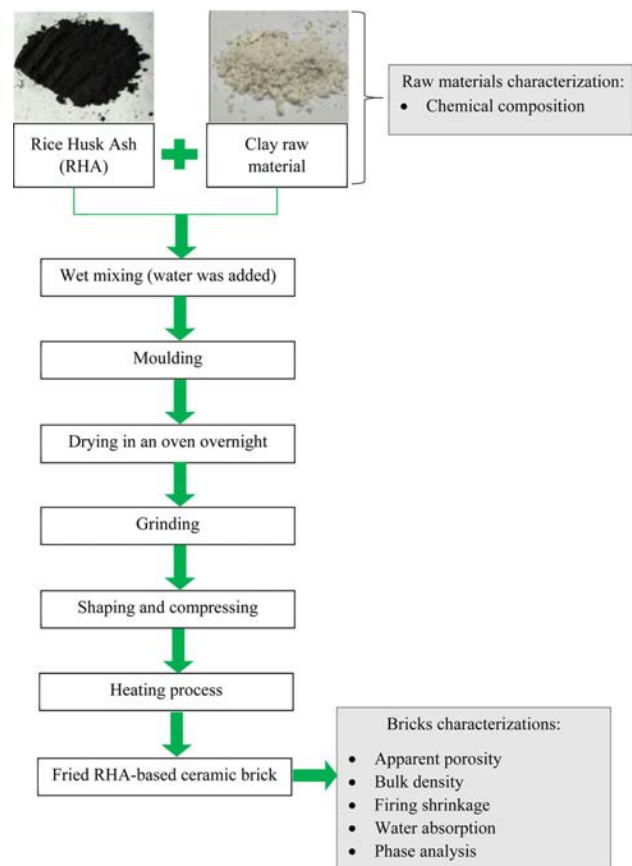 Raw materials characterization:
• Chemical composition
Rice Husk Ash
(RHA)
Clay raw
material
Wet mixing (water was added)
Moulding
Drying in an oven overnight
Grinding
Shaping and compressing
Heating process
Fried RHA-based ceramic brick
Bricks characterizations:
• Apparent porosity
• Bulk density
• Firing shrinkage
• Water absorption
• Phase analysis